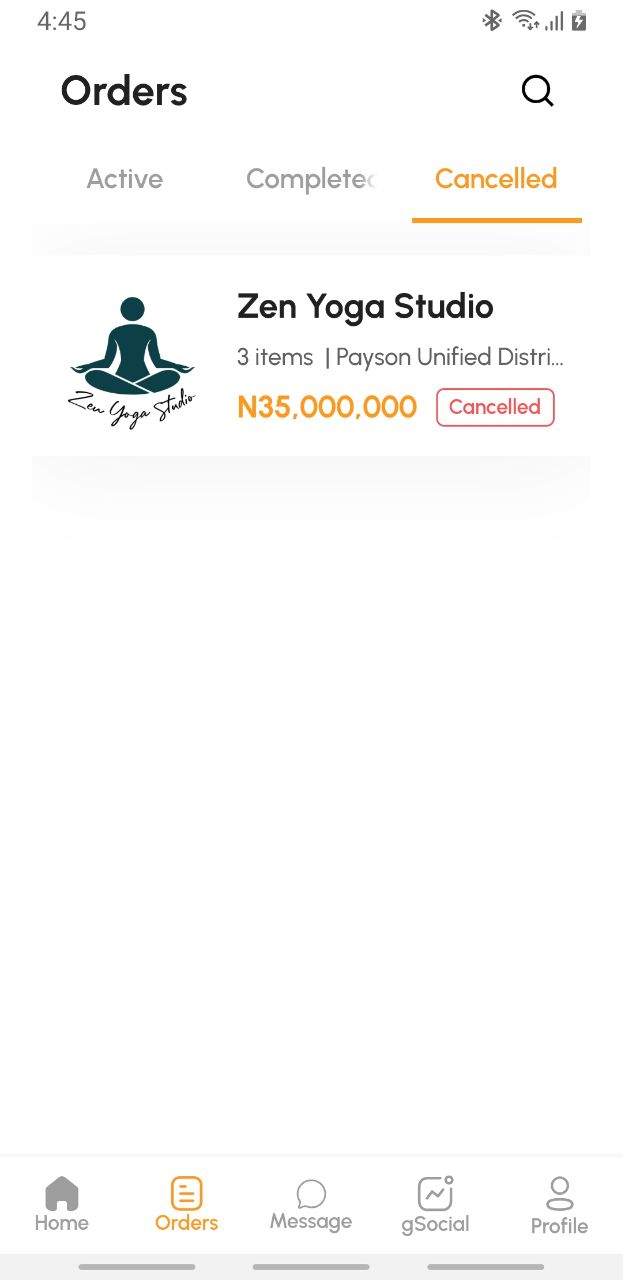 4:45
Orders
Active Complete Cancelled
Zen Yoga Studio
3 items | Payson Unified Distri...
N35,000,000 Cancelled
Zen Yoga Studio
Home Orders Message gSocial Profile